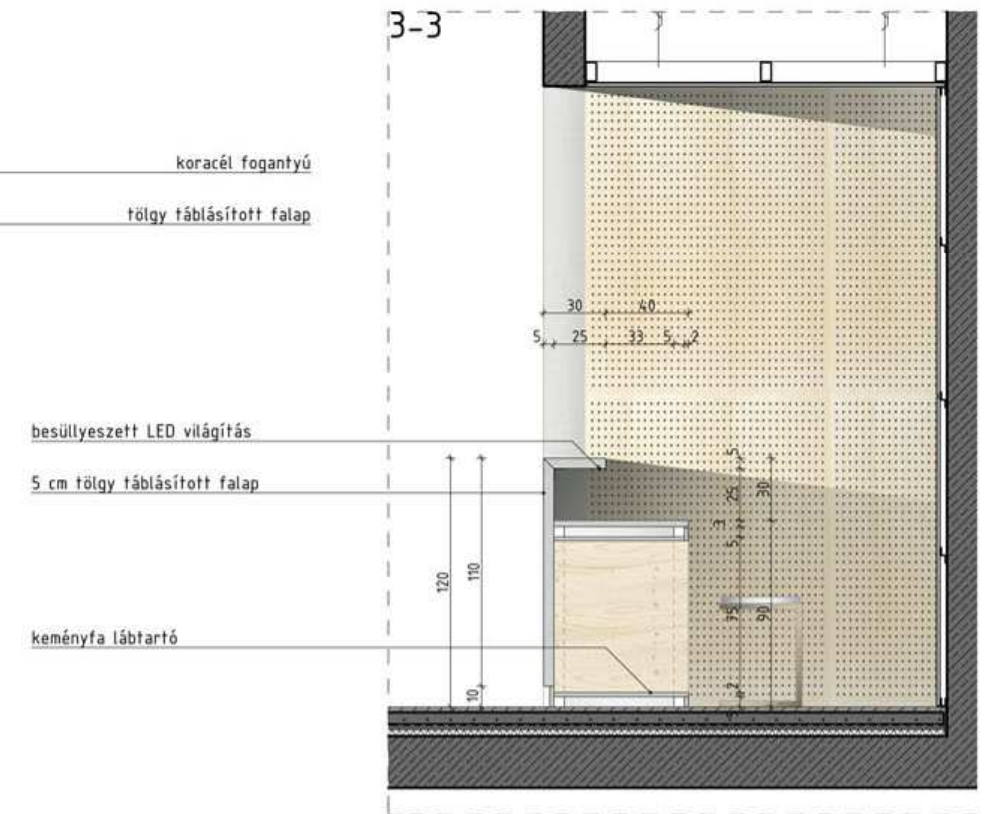 3-3
koracél fogantyú
tölgy táblásított falap
30 40
5 25 33 5 2
besüllyeszett LED világítás
5 cm tölgy táblásított falap
5
25
30
3
5
120
110
75
90
keményfa lábtartó
2
10